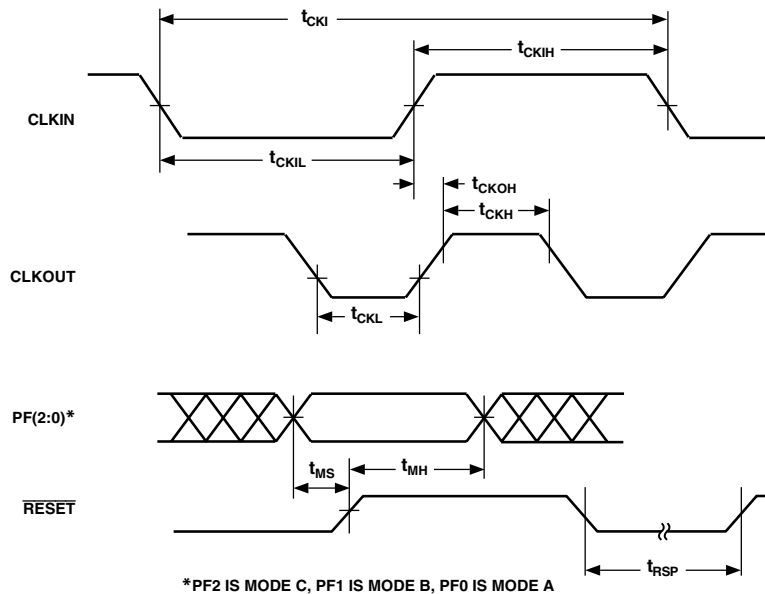 tCKI
tCKIH
CLKIN
tCKIL
tCKOH
tCKH
CLKOUT
tCKL
PF(2:0)*
tMS
tMH
RESET
tRSP
*PF2 IS MODE C, PF1 IS MODE B, PF0 IS MODE A